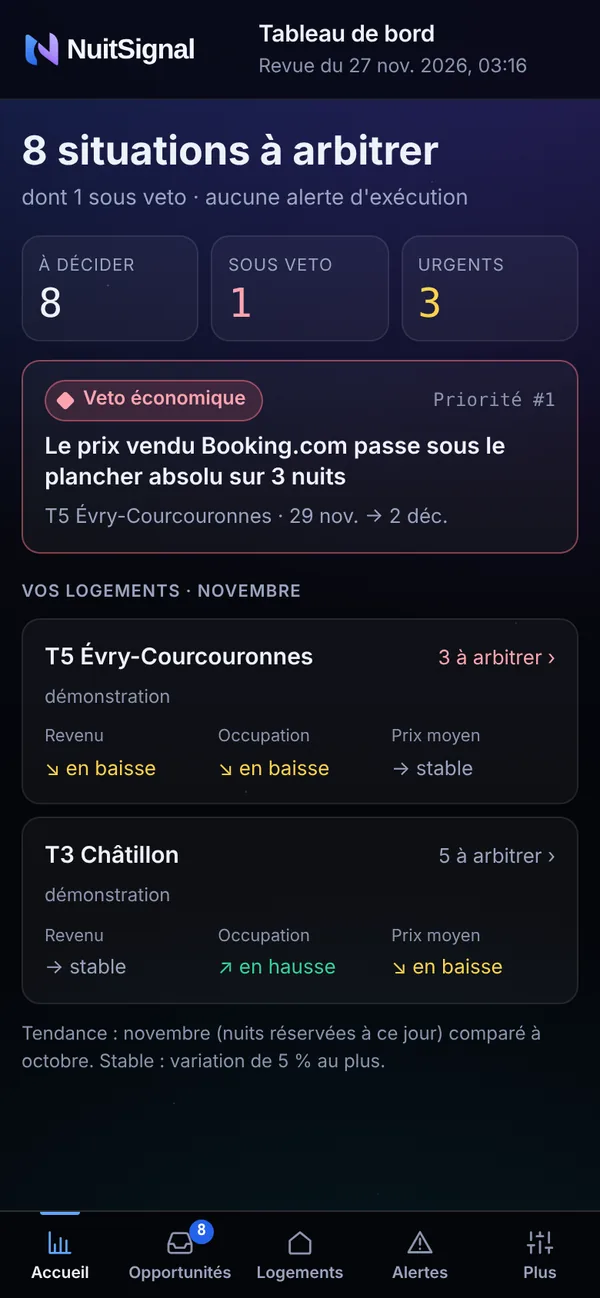 NuitSignal
Tableau de bord
Revue du 27 nov. 2026, 03:16
8 situations à arbitrer
dont 1 sous veto · aucune alerte d'exécution
À DÉCIDER
8
SOUS VETO
1
URGENTS
3
Veto économique
Priorité #1
Le prix vendu Booking.com passe sous le
plancher absolu sur 3 nuits
T5 Évry-Courcouronnes · 29 nov. → 2 déc.
VOS LOGEMENTS · NOVEMBRE
T5 Évry-Courcouronnes
3 à arbitrer ›
démonstration
Revenu
↘ en baisse
Occupation
↘ en baisse
Prix moyen
→ stable
T3 Châtillon
5 à arbitrer ›
démonstration
Revenu
→ stable
Occupation
↗ en hausse
Prix moyen
↘ en baisse
Tendance : novembre (nuits réservées à ce jour) comparé à
octobre. Stable : variation de 5 % au plus.
Accueil
8
Opportunités
Logements
Alertes
Plus